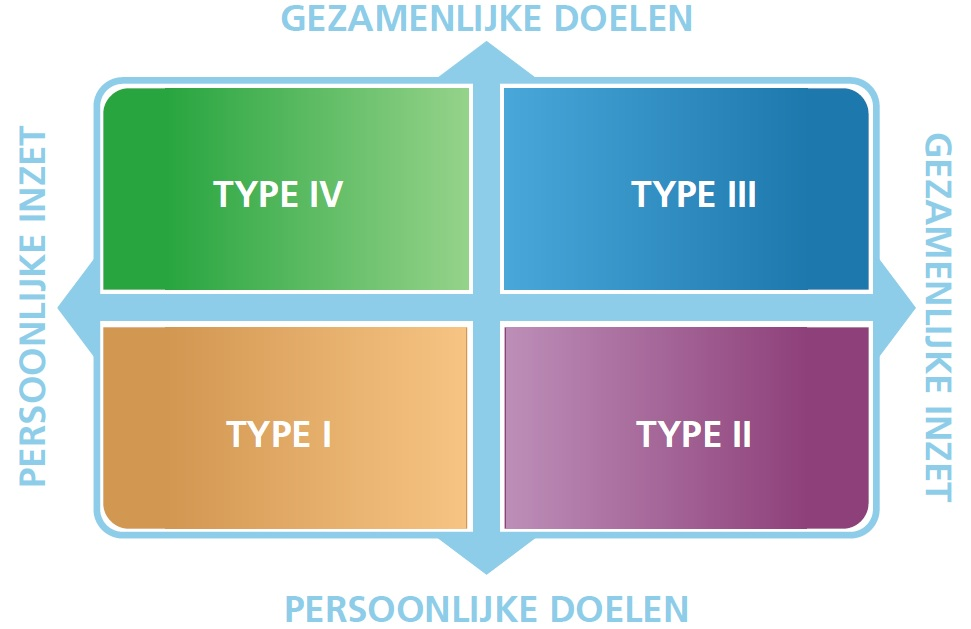 GEZAMENLIJKE DOELEN
PERSOONLIJKE INZET
TYPE IV
TYPE III
GEZAMENLIJKE INZET
TYPE I
TYPE II
PERSOONLIJKE DOELEN